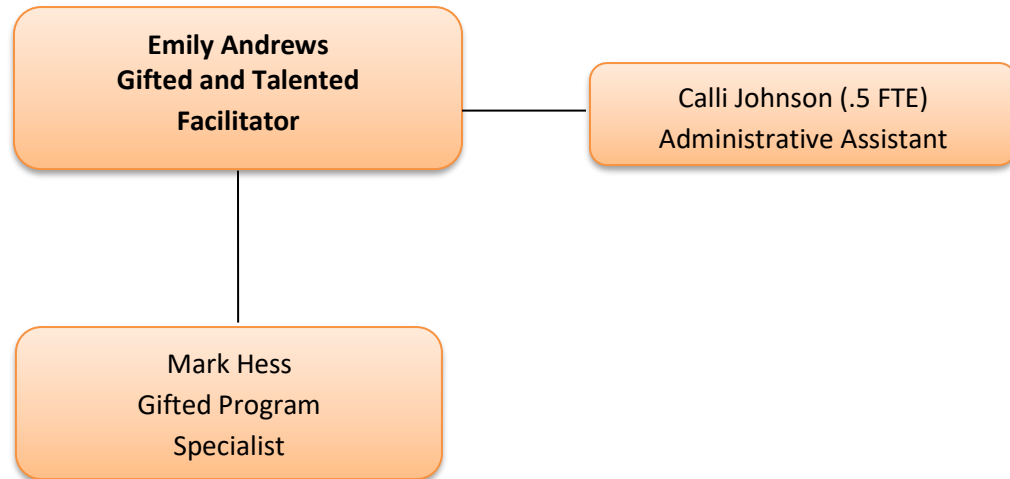 Emily Andrews
Gifted and Talented
Facilitator
Calli Johnson (.5 FTE)
Administrative Assistant
Mark Hess
Gifted Program
Specialist